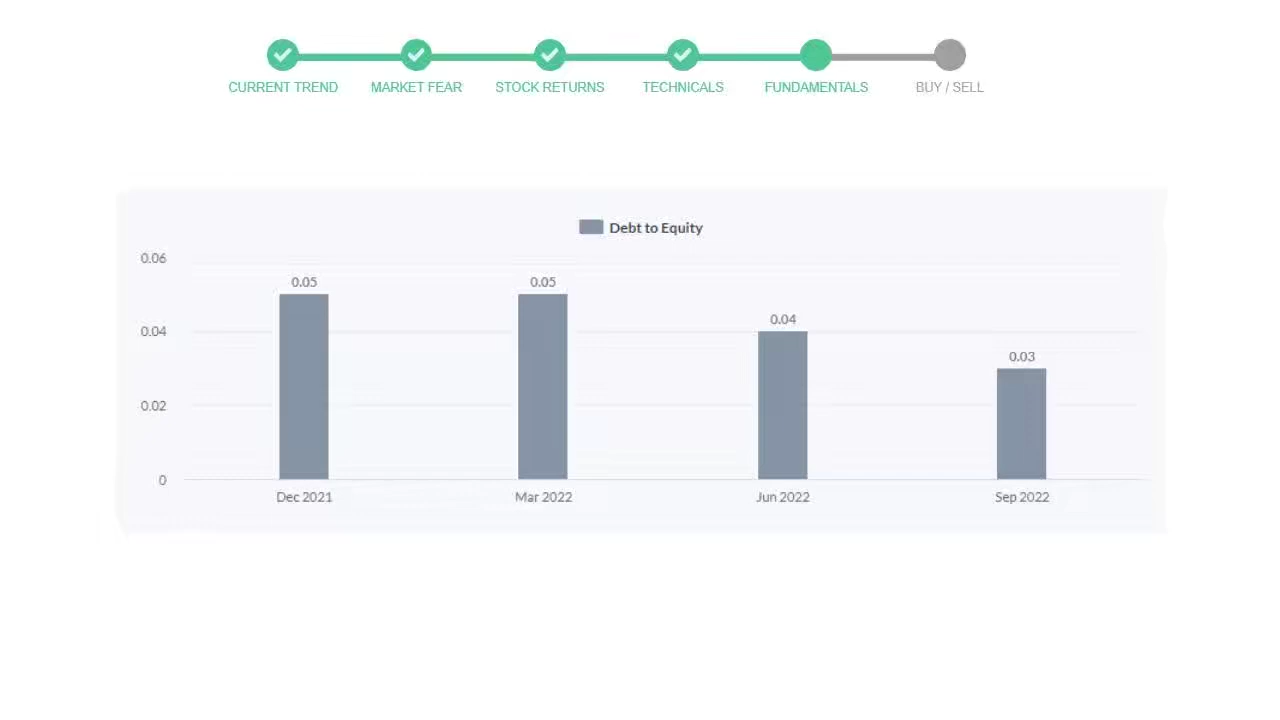 CURRENT TREND MARKET FEAR STOCK RETURNS TECHNICALS FUNDAMENTALS BUY / SELL
Debt to Equity
0.06
0.05 0.05
0.04
0.04
0.03
0.02
0
Dec 2021 Mar 2022 Jun 2022 Sep 2022